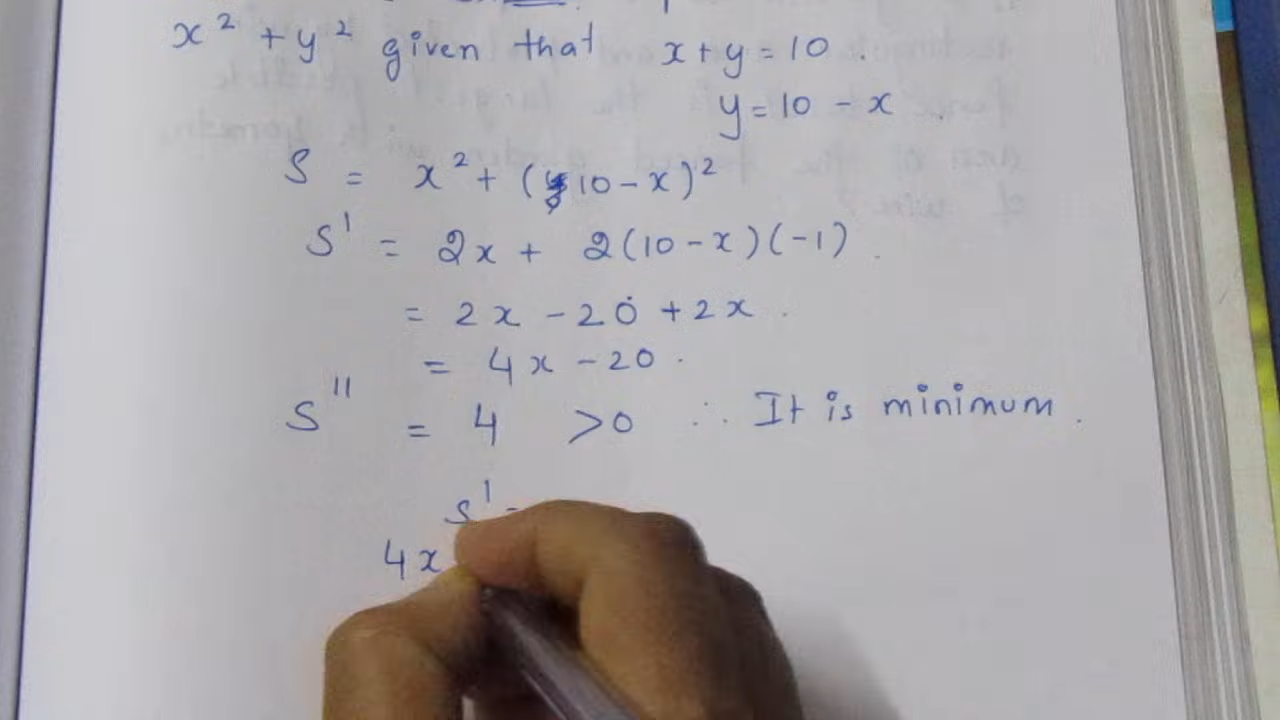 x² + y² given that x + y = 10.
y = 10 - x
S = x² + (10 - x)²
S' = 2x + 2(10 - x)(-1)
= 2x - 20 + 2x.
= 4x - 20.
S'' = 4 > 0 ∴ It is minimum.
S' =
4x